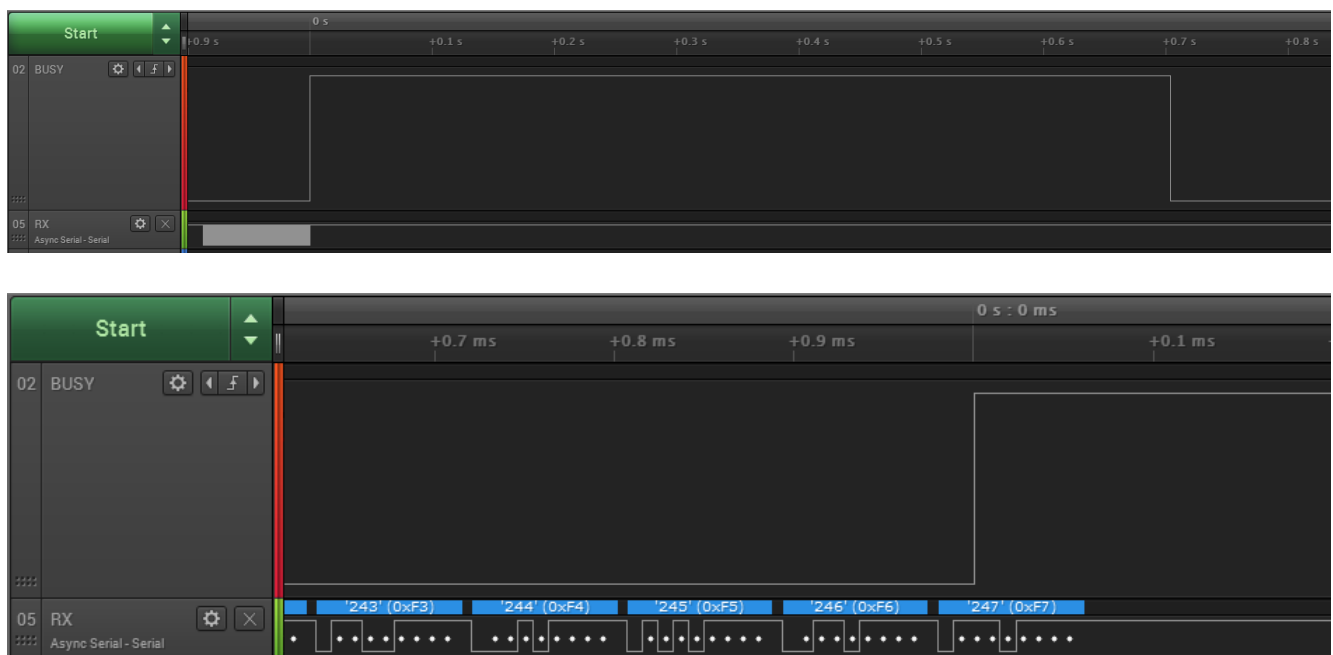 0 s
Start
+0.9 s +0.1 s +0.2 s +0.3 s +0.4 s +0.5 s +0.6 s +0.7 s +0.8 s
02 BUSY
05 RX
Async Serial - Serial
0 s : 0 ms
Start
+0.7 ms +0.8 ms +0.9 ms +0.1 ms
02 BUSY
'243' (0xF3) '244' (0xF4) '245' (0xF5) '246' (0xF6) '247' (0xF7)
05 RX
Async Serial - Serial